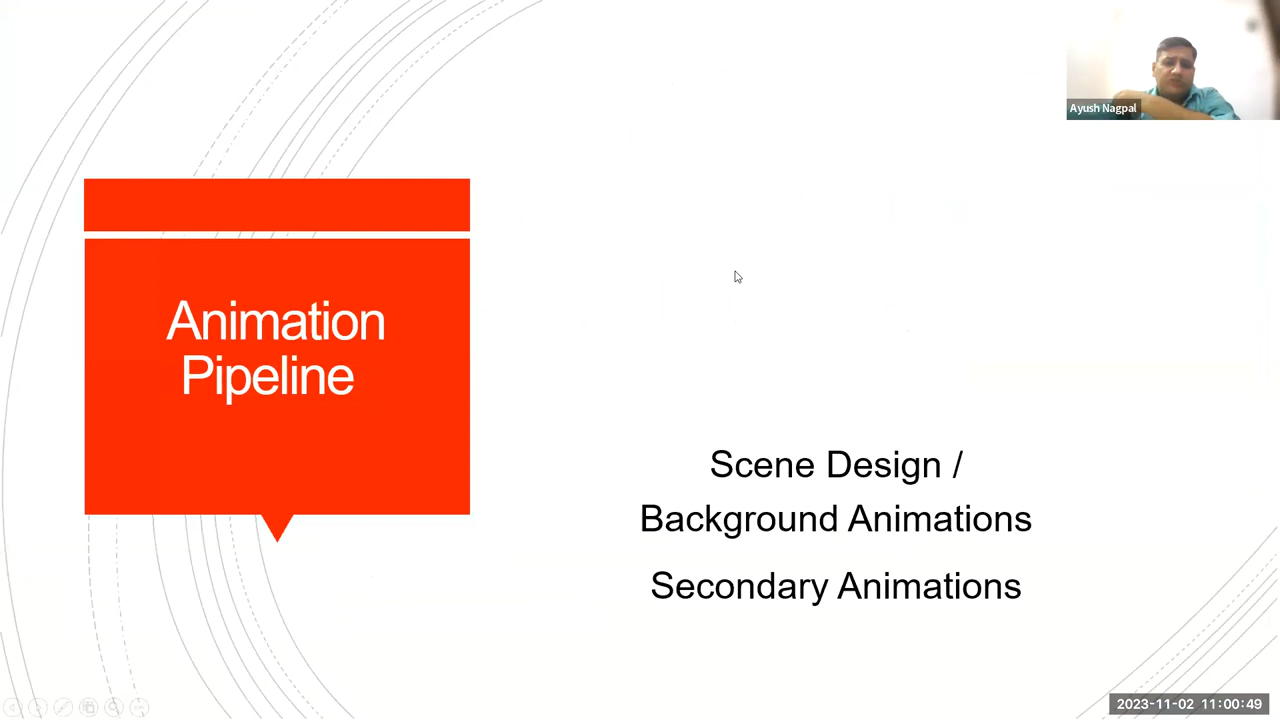 Ayush Nagpal
Animation
Pipeline
Scene Design /
Background Animations
Secondary Animations
2023-11-02 11:00:49